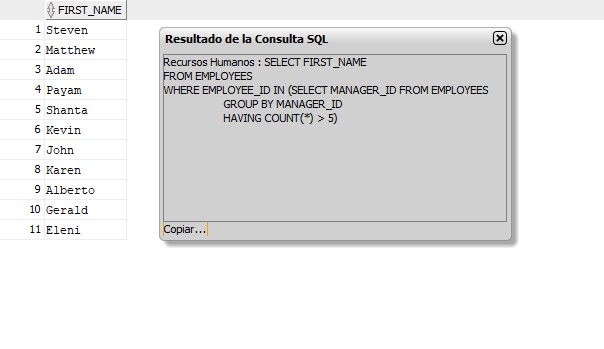 FIRST_NAME
1 Steven
2 Matthew
3 Adam
4 Payam
5 Shanta
6 Kevin
7 John
8 Karen
9 Alberto
10 Gerald
11 Eleni
Resultado de la Consulta SQL
Recursos Humanos : SELECT FIRST_NAME
FROM EMPLOYEES
WHERE EMPLOYEE_ID IN (SELECT MANAGER_ID FROM EMPLOYEES
GROUP BY MANAGER_ID
HAVING COUNT(*) > 5)
Copiar...